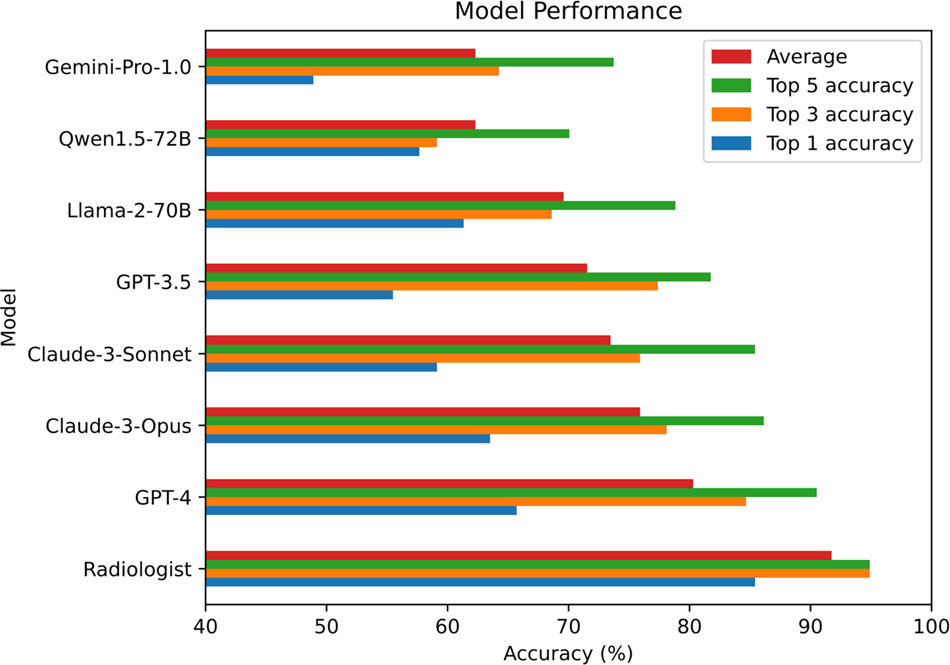 Model Performance
Gemini-Pro-1.0
Qwen1.5-72B
Llama-2-70B
GPT-3.5
Claude-3-Sonnet
Claude-3-Opus
GPT-4
Radiologist
Model
Average
Top 5 accuracy
Top 3 accuracy
Top 1 accuracy
40 50 60 70 80 90 100
Accuracy (%)